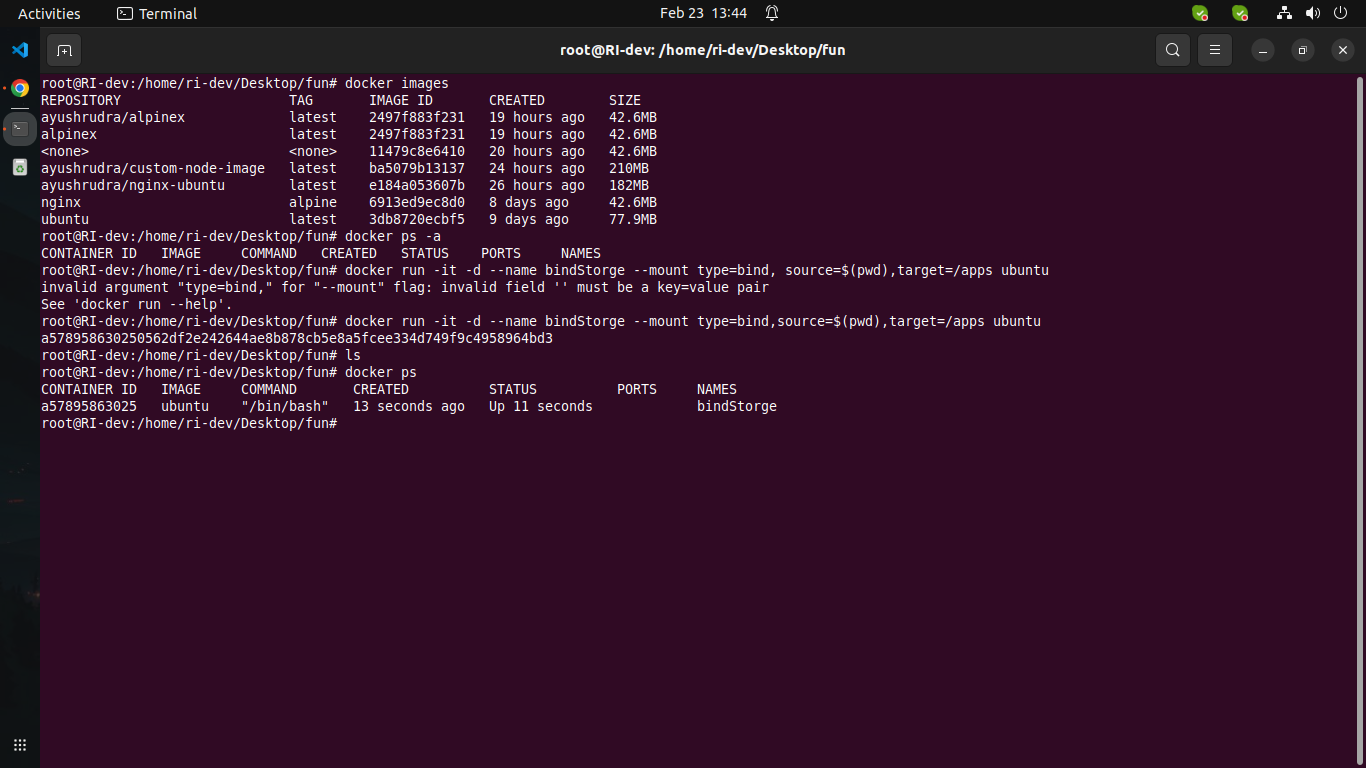 Activities Terminal Feb 23 13:44
root@RI-dev: /home/ri-dev/Desktop/fun
root@RI-dev:/home/ri-dev/Desktop/fun# docker images
REPOSITORY                     TAG       IMAGE ID       CREATED        SIZE
ayushrudra/alpinex             latest    2497f883f231   19 hours ago   42.6MB
alpinex                        latest    2497f883f231   19 hours ago   42.6MB
<none>                         <none>    11479c8e6410   20 hours ago   42.6MB
ayushrudra/custom-node-image   latest    ba5079b13137   24 hours ago   210MB
ayushrudra/nginx-ubuntu        latest    e184a053607b   26 hours ago   182MB
nginx                          alpine    6913ed9ec8d0   8 days ago     42.6MB
ubuntu                         latest    3db8720ecbf5   9 days ago     77.9MB
root@RI-dev:/home/ri-dev/Desktop/fun# docker ps -a
CONTAINER ID   IMAGE     COMMAND   CREATED   STATUS    PORTS     NAMES
root@RI-dev:/home/ri-dev/Desktop/fun# docker run -it -d --name bindStorge --mount type=bind, source=$(pwd),target=/apps ubuntu
invalid argument "type=bind," for "--mount" flag: invalid field '' must be a key=value pair
See 'docker run --help'.
root@RI-dev:/home/ri-dev/Desktop/fun# docker run -it -d --name bindStorge --mount type=bind,source=$(pwd),target=/apps ubuntu
a578958630250562df2e242644ae8b878cb5e8a5fcee334d749f9c4958964bd3
root@RI-dev:/home/ri-dev/Desktop/fun# ls
root@RI-dev:/home/ri-dev/Desktop/fun# docker ps
CONTAINER ID   IMAGE     COMMAND       CREATED          STATUS          PORTS     NAMES
a57895863025   ubuntu    "/bin/bash"   13 seconds ago   Up 11 seconds             bindStorge
root@RI-dev:/home/ri-dev/Desktop/fun#